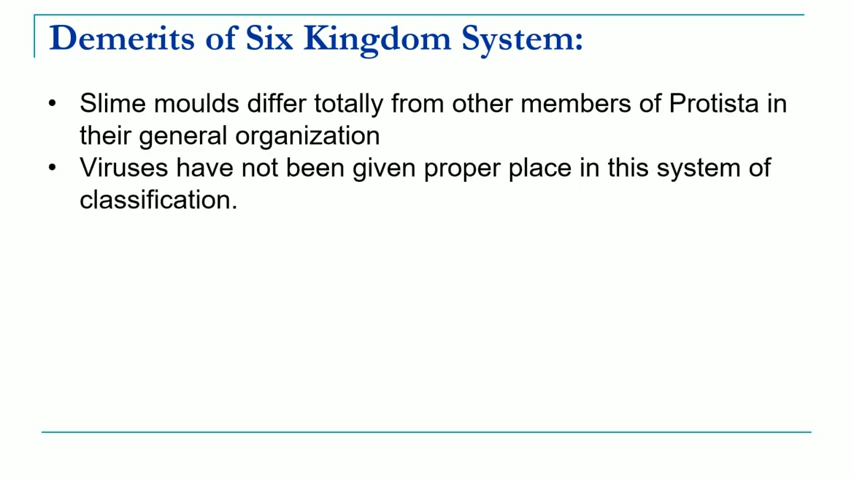 Demerits of Six Kingdom System:
• Slime moulds differ totally from other members of Protista in
their general organization
• Viruses have not been given proper place in this system of
classification.